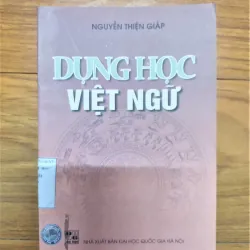 NGUYỄN THIỆN GIÁP
DỤNG HỌC
VIỆT NGỮ
NHÀ XUẤT BẢN ĐẠI HỌC QUỐC GIA HÀ NỘI